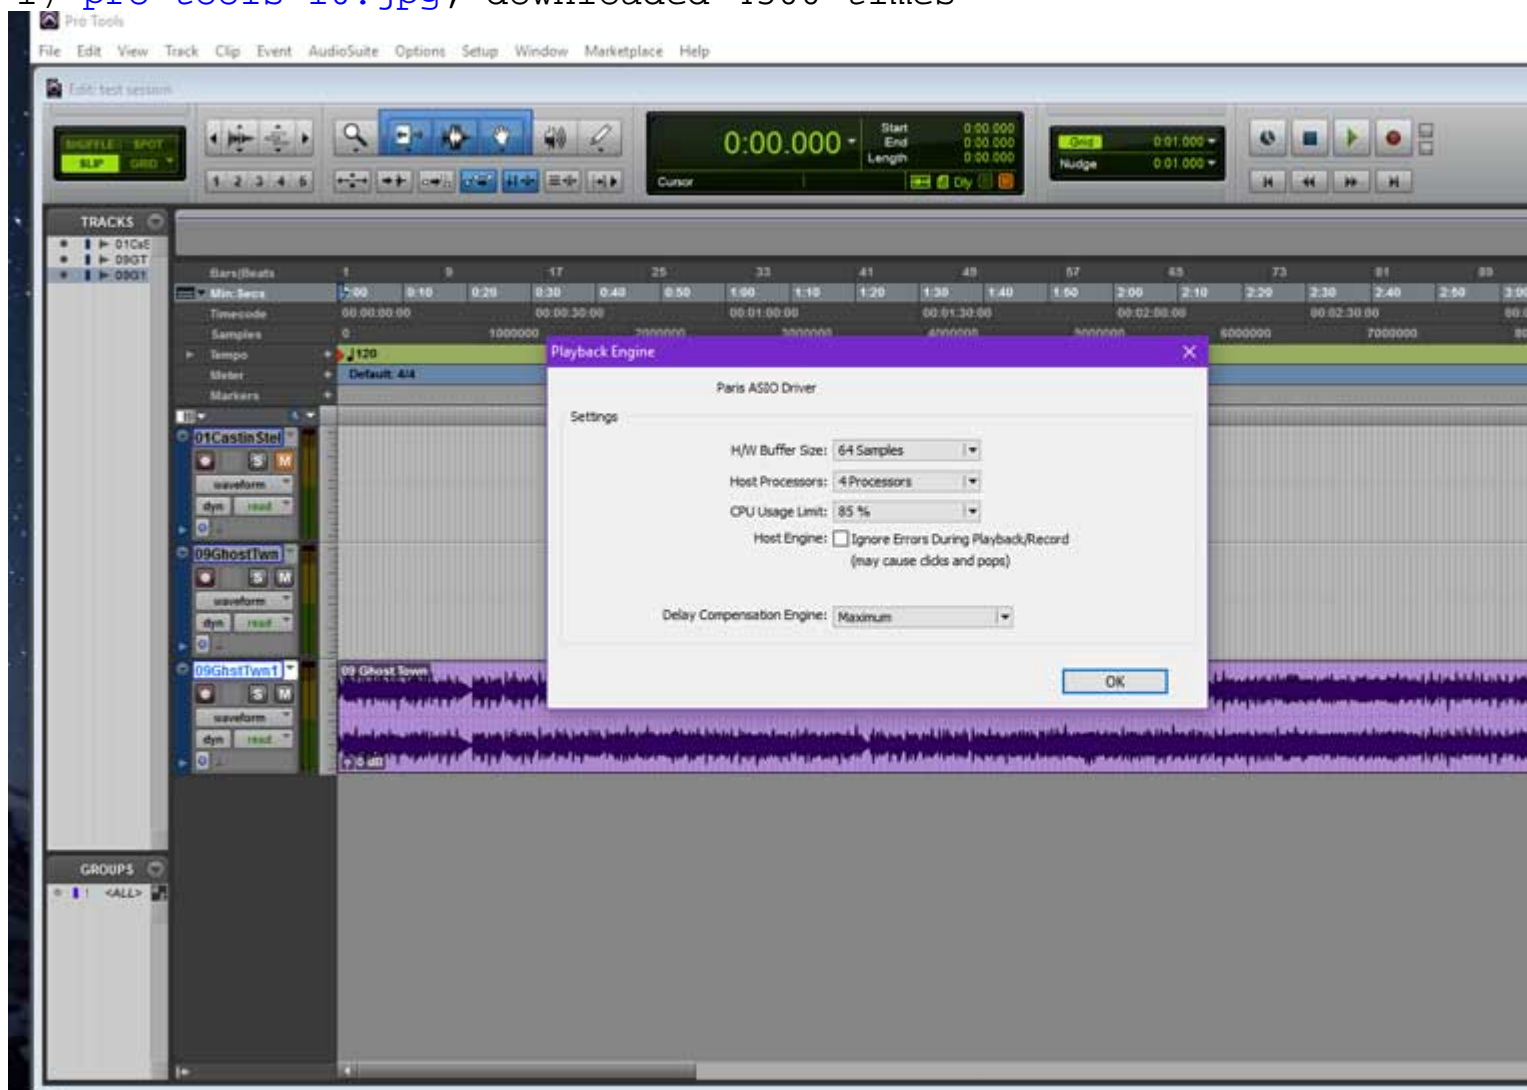 Pro Tools
File Edit View Track Clip Event AudioSuite Options Setup Window Marketplace Help
Edit: test session
SHUFFLE SPOT
SLIP GRID
1 2 3 4 5
0:00.000
Start 0:00.000
End 0:00.000
Length 0:00.000
Cursor
Dly
Grid 0:01.000
Nudge 0:01.000
TRACKS
01CaS
09GT
09GT
Bars|Beats 1 9 17 25 33 41 49 57 65 73 81 89
Min:Secs 0:00 0:10 0:20 0:30 0:40 0:50 1:00 1:10 1:20 1:30 1:40 1:50 2:00 2:10 2:20 2:30 2:40 2:50
Timecode 00:00:00:00 00:00:30:00 00:01:00:00 00:01:30:00 00:02:00:00 00:02:30:00
Samples 0 1000000 2000000 3000000 4000000 5000000 6000000 7000000
Tempo 120
Meter Default: 4/4
Markers
01CastinStel
S M
waveform
dyn read
09GhostTwn
S M
waveform
dyn read
09GhstTwn1
S M
waveform
dyn read
09 Ghost Town
0 dB
Playback Engine
Paris ASIO Driver
Settings
H/W Buffer Size: 64 Samples
Host Processors: 4 Processors
CPU Usage Limit: 85 %
Host Engine: Ignore Errors During Playback/Record
(may cause clicks and pops)
Delay Compensation Engine: Maximum
OK
GROUPS
! <ALL>